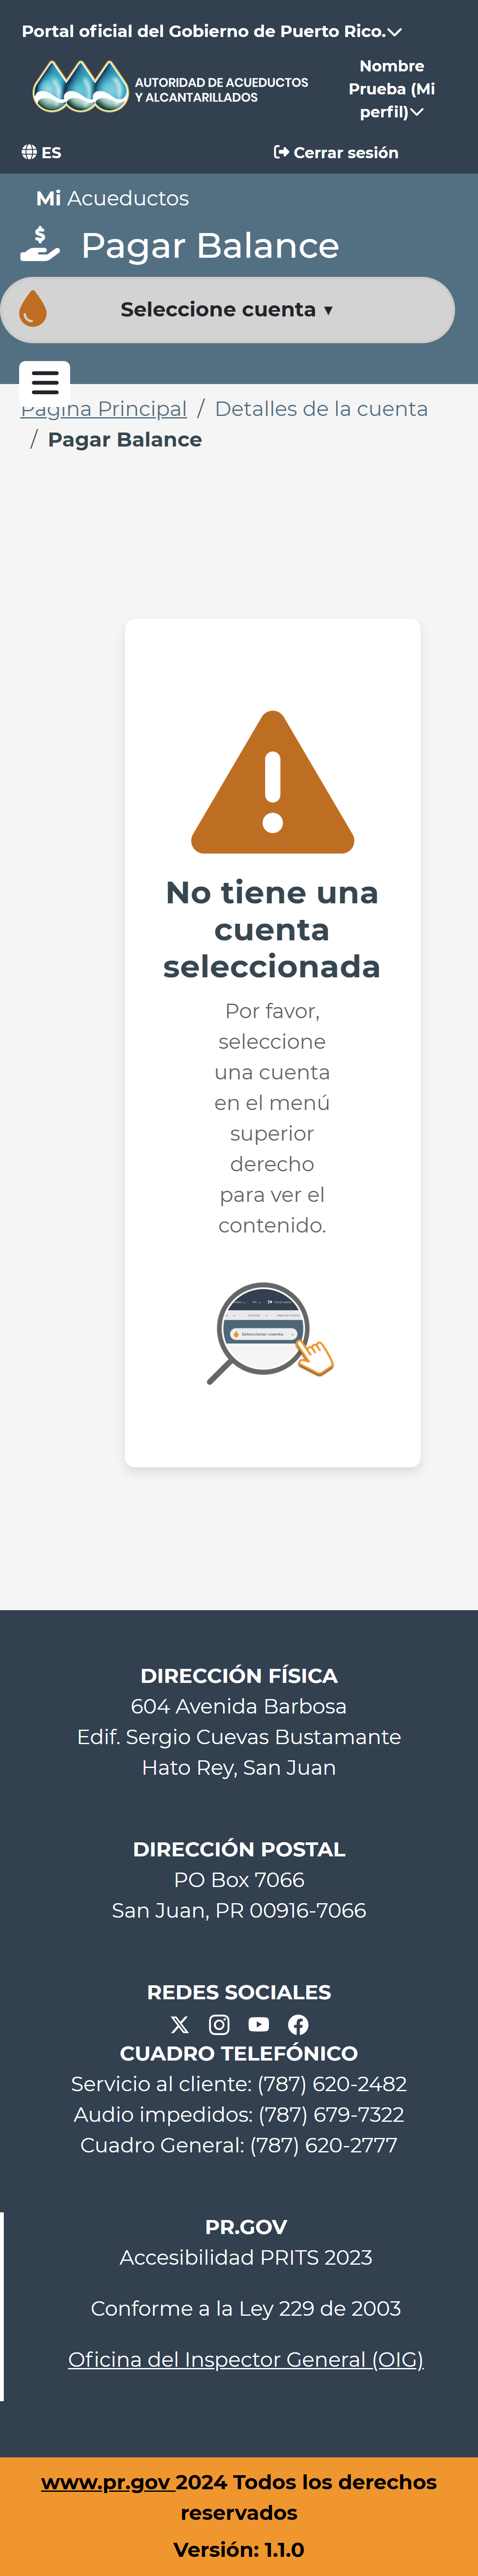 Portal oficial del Gobierno de Puerto Rico.
AUTORIDAD DE ACUEDUCTOS
Y ALCANTARILLADOS
Nombre
Prueba (Mi
perfil)
ES
Cerrar sesión
Mi Acueductos
Pagar Balance
Seleccione cuenta ▼
Página Principal / Detalles de la cuenta
/ Pagar Balance
No tiene una
cuenta
seleccionada
Por favor,
seleccione
una cuenta
en el menú
superior
derecho
para ver el
contenido.
Seleccionar cuenta
DIRECCIÓN FÍSICA
604 Avenida Barbosa
Edif. Sergio Cuevas Bustamante
Hato Rey, San Juan
DIRECCIÓN POSTAL
PO Box 7066
San Juan, PR 00916-7066
REDES SOCIALES
CUADRO TELEFÓNICO
Servicio al cliente: (787) 620-2482
Audio impedidos: (787) 679-7322
Cuadro General: (787) 620-2777
PR.GOV
Accesibilidad PRITS 2023
Conforme a la Ley 229 de 2003
Oficina del Inspector General (OIG)
www.pr.gov 2024 Todos los derechos
reservados
Versión: 1.1.0